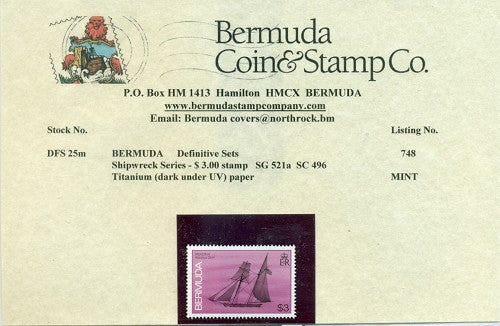 Bermuda
Coin&Stamp Co.
P.O. Box HM 1413 Hamilton HMCX BERMUDA
www.bermudastampcompany.com
Email: Bermuda covers@northrock.bm
Stock No.
Listing No.
DFS 25m BERMUDA Definitive Sets 748
Shipwreck Series - $ 3.00 stamp SG 521a SC 496
Titanium (dark under UV) paper MINT
BERMUDA
ER
$3